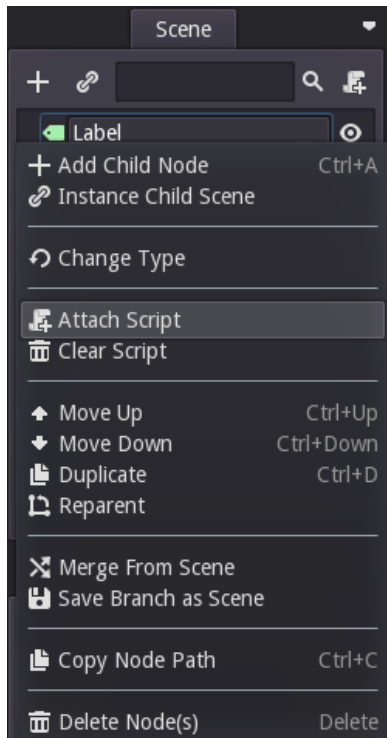 Scene
Label
Add Child Node Ctrl+A
Instance Child Scene
Change Type
Attach Script
Clear Script
Move Up Ctrl+Up
Move Down Ctrl+Down
Duplicate Ctrl+D
Reparent
Merge From Scene
Save Branch as Scene
Copy Node Path Ctrl+C
Delete Node(s) Delete